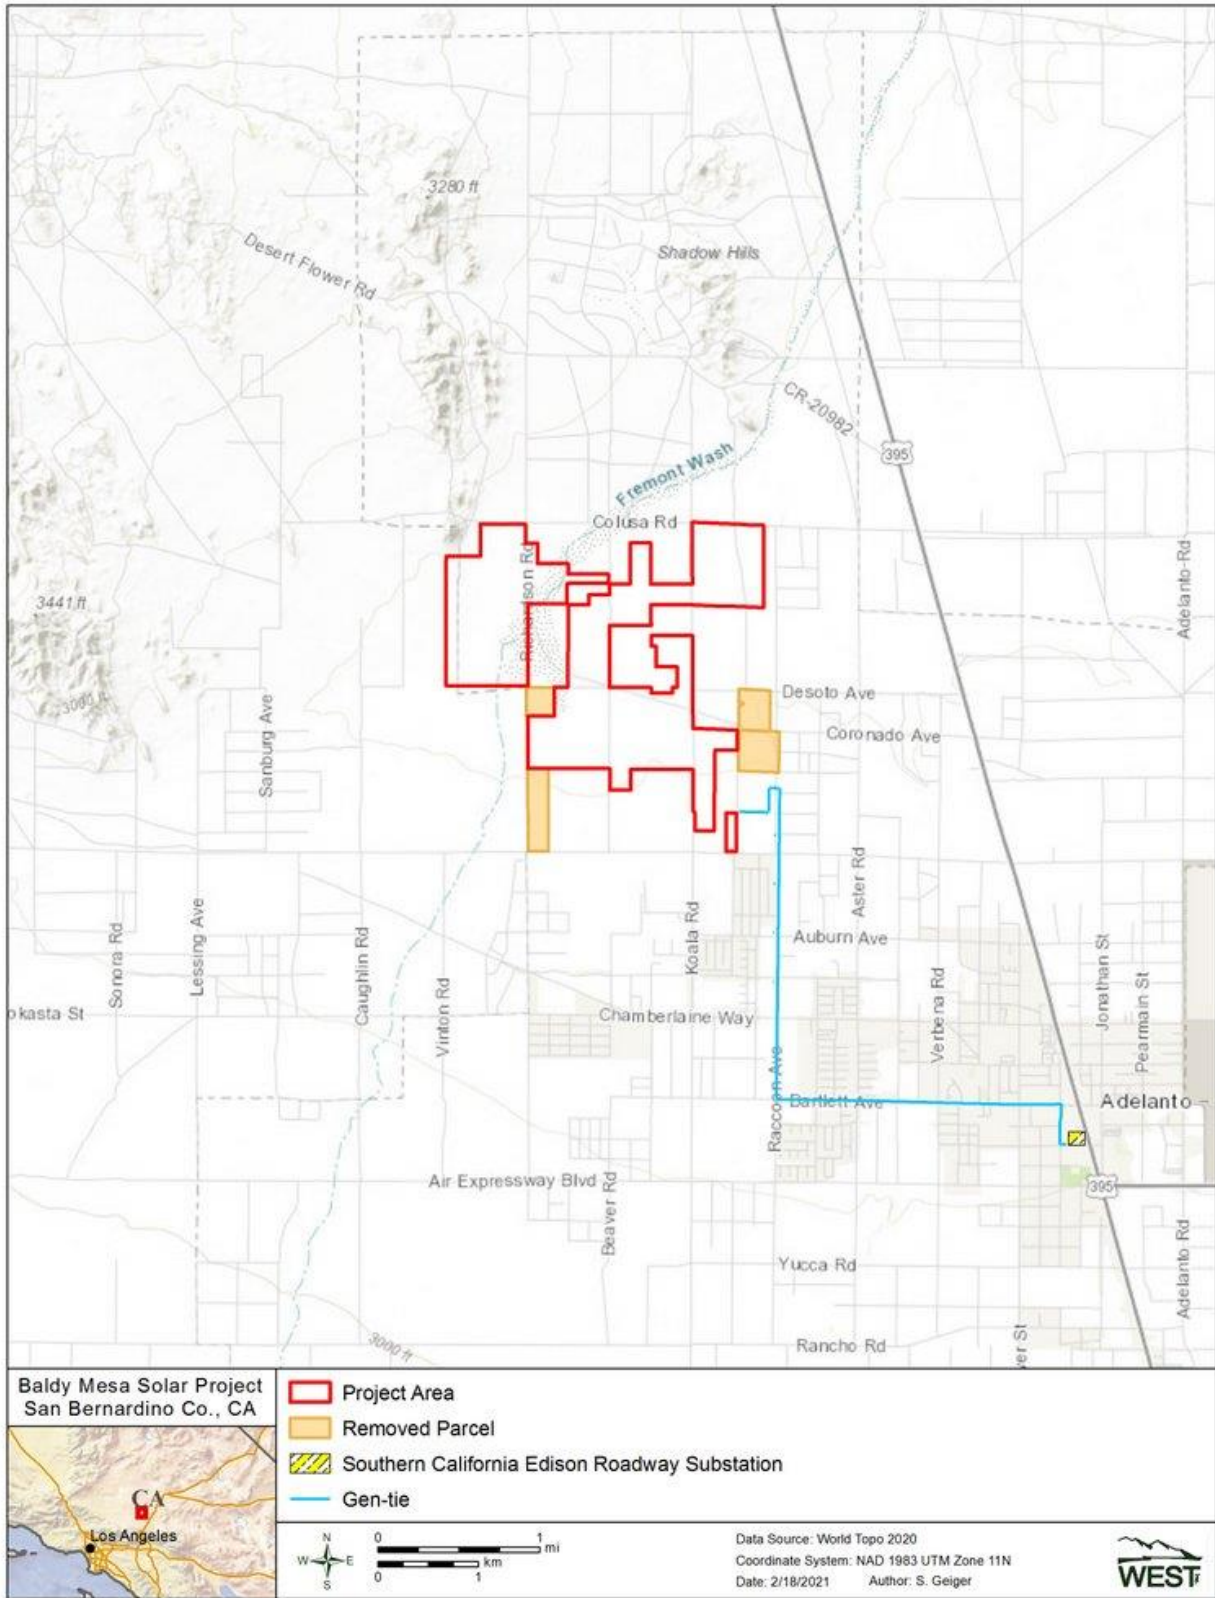 3280 ft
Desert Flower Rd
Shadow Hills
CR-20982
395
Fremont Wash
Colusa Rd
Richardson Rd
Adelanto Rd
3441 ft
3000 ft
Sanburg Ave
Desoto Ave
Coronado Ave
Aster Rd
Koala Rd
Auburn Ave
Sonora Rd
Lessing Ave
Caughlin Rd
Vinton Rd
Verbena Rd
Jonathan St
Pearmain St
okasta St
Chamberlaine Way
Raccoon Ave
Bartlett Ave
Adelanto
Air Expressway Blvd
Beaver Rd
395
Yucca Rd
Adelanto Rd
Rancho Rd
ver St
3000 ft
Baldy Mesa Solar Project
San Bernardino Co., CA
CA
Los Angeles
Project Area
Removed Parcel
Southern California Edison Roadway Substation
Gen-tie
N
W E
S
0 1
mi
km
0 1
Data Source: World Topo 2020
Coordinate System: NAD 1983 UTM Zone 11N
Date: 2/18/2021 Author: S. Geiger
WEST